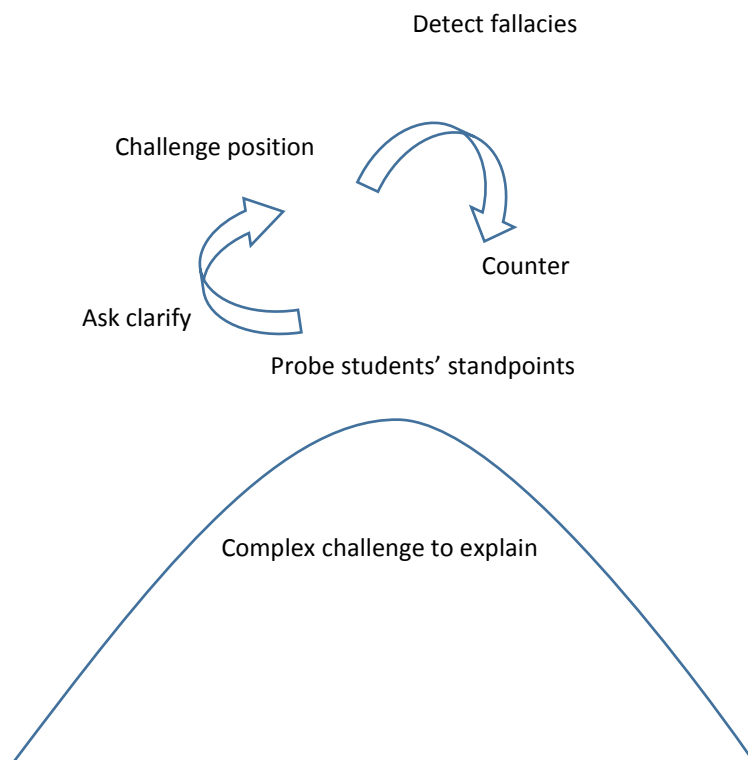 Detect fallacies
Challenge position
Counter
Ask clarify
Probe students’ standpoints
Complex challenge to explain